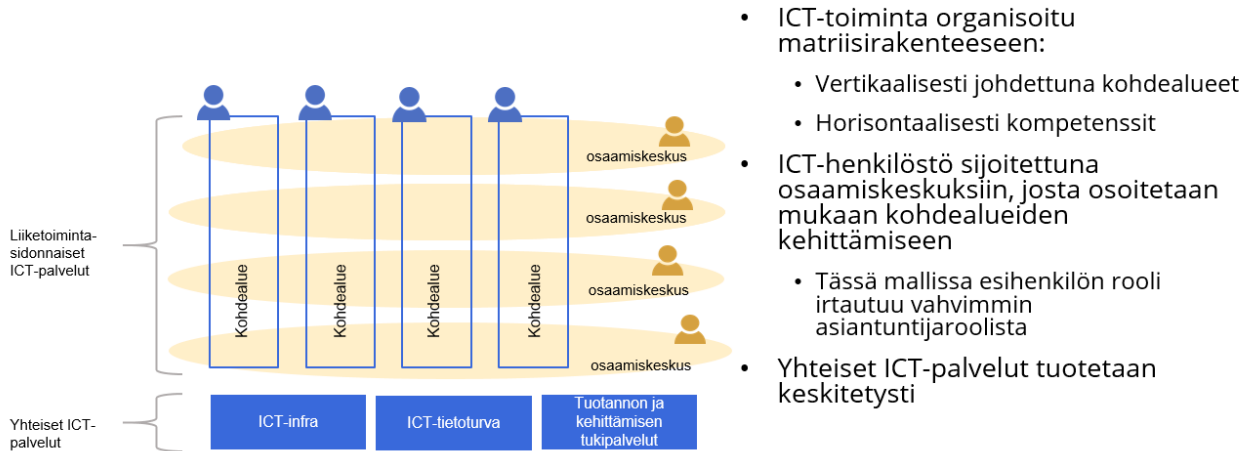 osaamiskeskus
osaamiskeskus
osaamiskeskus
osaamiskeskus
Kohdealue
Kohdealue
Kohdealue
Kohdealue
Liiketoiminta-
sidonnaiset
ICT-palvelut
Yhteiset ICT-
palvelut
ICT-infra
ICT-tietoturva
Tuotannon ja
kehittämisen
tukipalvelut
• ICT-toiminta organisoitu
matriisirakenteeseen:
• Vertikaalisesti johdettuna kohdealueet
• Horisontaalisesti kompetenssit
• ICT-henkilöstö sijoitettuna
osaamiskeskuksiin, josta osoitetaan
mukaan kohdealueiden
kehittämiseen
• Tässä mallissa esihenkilön rooli
irtautuu vahvimmin
asiantuntijaroolista
• Yhteiset ICT-palvelut tuotetaan
keskitetysti